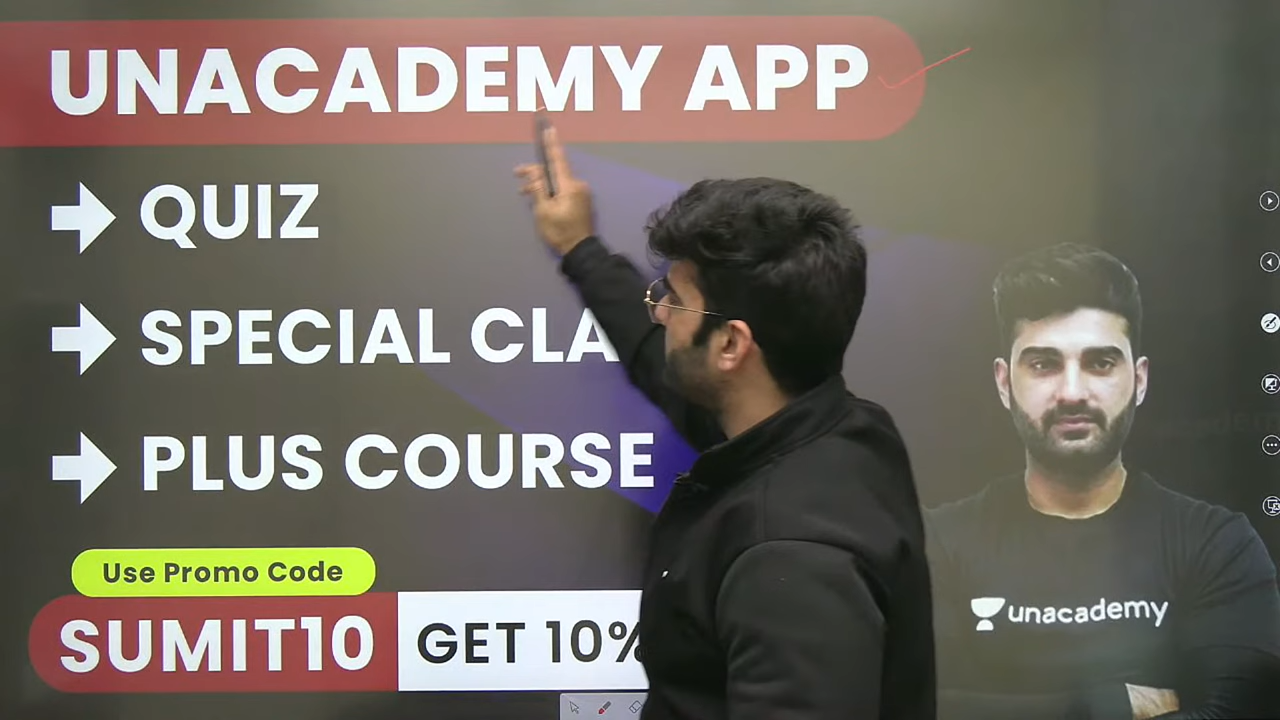 UNACADEMY APP
QUIZ
SPECIAL CLA
PLUS COURSE
Use Promo Code
SUMIT10 GET 10%
unacademy